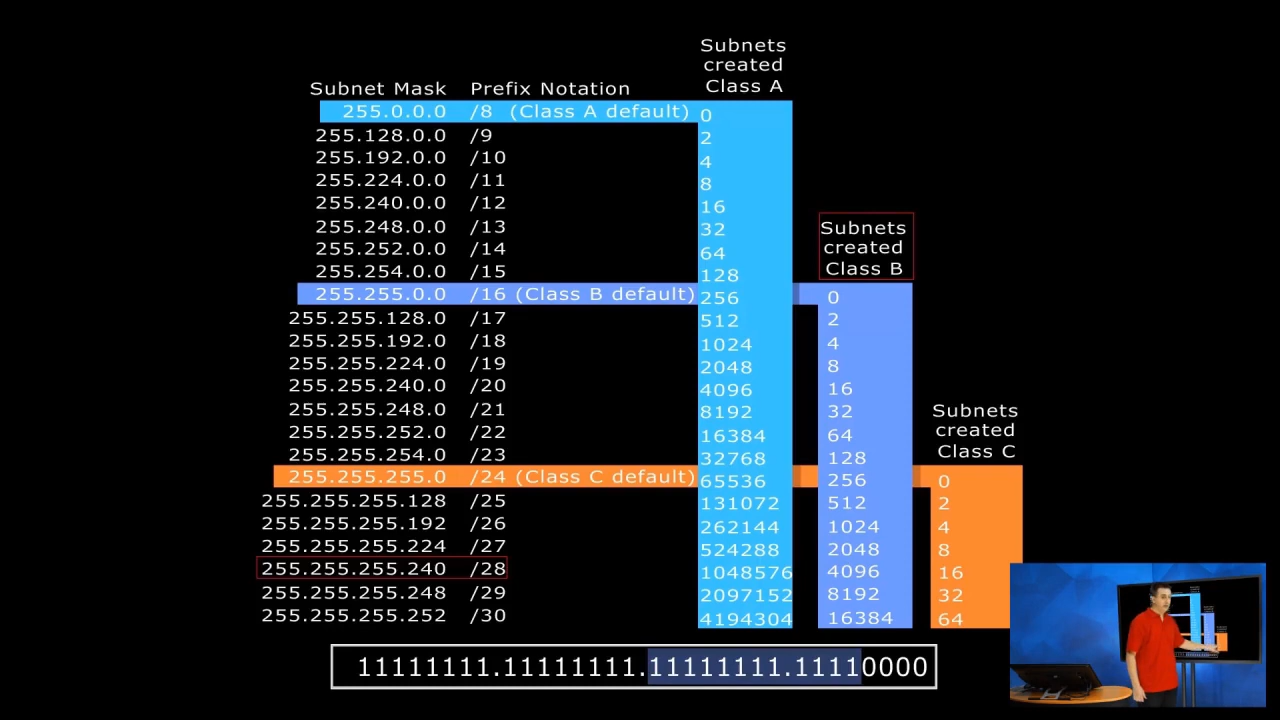 Subnets
created
Class A
Subnet Mask Prefix Notation
255.0.0.0 /8 (Class A default) 0
255.128.0.0 /9 2
255.192.0.0 /10 4
255.224.0.0 /11 8
255.240.0.0 /12 16
255.248.0.0 /13 32
255.252.0.0 /14 64
255.254.0.0 /15 128
Subnets
created
Class B
255.255.0.0 /16 (Class B default) 256 0
255.255.128.0 /17 512 2
255.255.192.0 /18 1024 4
255.255.224.0 /19 2048 8
255.255.240.0 /20 4096 16
255.255.248.0 /21 8192 32
255.255.252.0 /22 16384 64
255.255.254.0 /23 32768 128
Subnets
created
Class C
255.255.255.0 /24 (Class C default) 65536 256 0
255.255.255.128 /25 131072 512 2
255.255.255.192 /26 262144 1024 4
255.255.255.224 /27 524288 2048 8
255.255.255.240 /28 1048576 4096 16
255.255.255.248 /29 2097152 8192 32
255.255.255.252 /30 4194304 16384 64
11111111.11111111.11111111.11110000